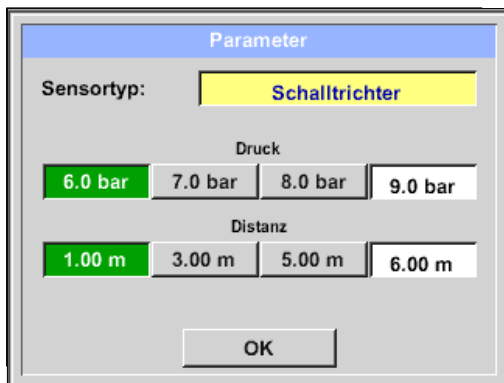 Parameter
Sensortyp: Schalltrichter
Druck
6.0 bar 7.0 bar 8.0 bar 9.0 bar
Distanz
1.00 m 3.00 m 5.00 m 6.00 m
OK